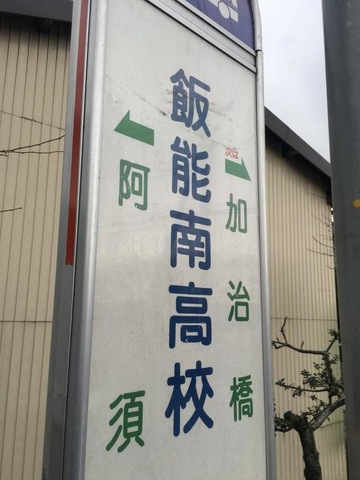 飯能南高校
次は
加治橋
阿須